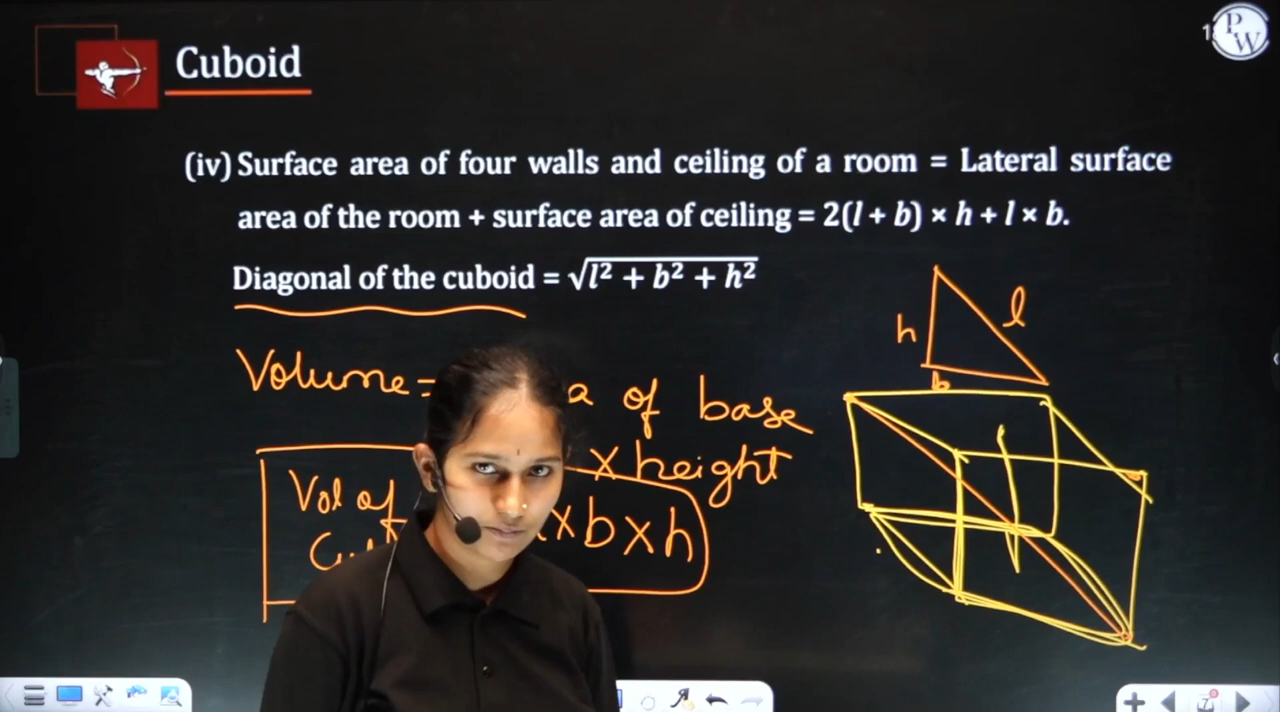 Cuboid
PW
(iv) Surface area of four walls and ceiling of a room = Lateral surface
area of the room + surface area of ceiling = 2(l + b) × h + l × b.
Diagonal of the cuboid = √l² + b² + h²
l
h
b
Volume = of base
× height
Vol of
× b × h
7